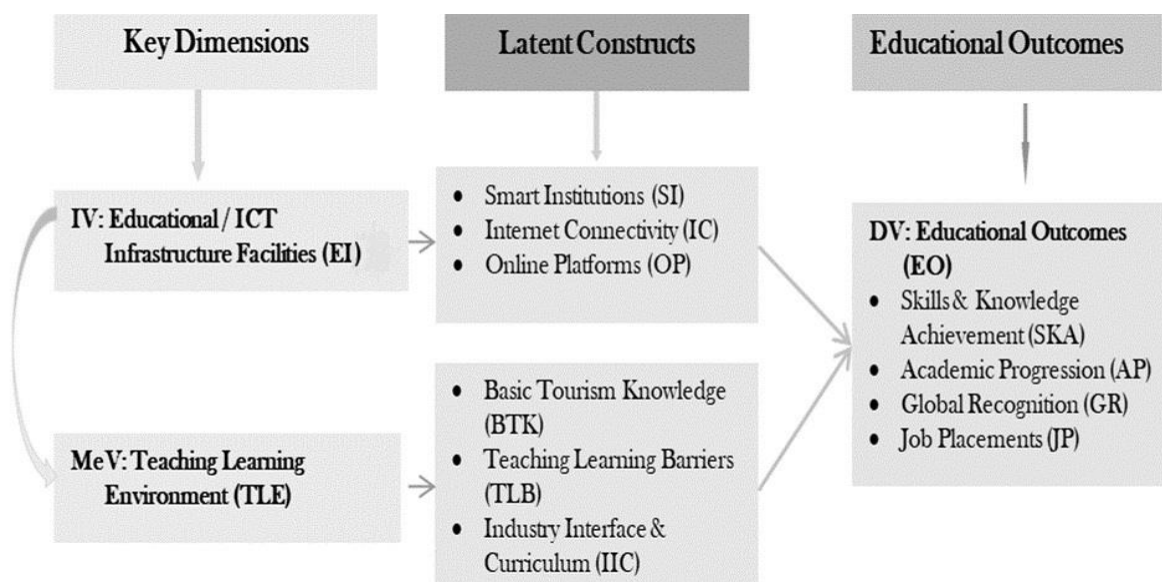 Key Dimensions
Latent Constructs
Educational Outcomes
IV: Educational / ICT
Infrastructure Facilities (EI)
• Smart Institutions (SI)
• Internet Connectivity (IC)
• Online Platforms (OP)
DV: Educational Outcomes
(EO)
• Skills & Knowledge
Achievement (SKA)
• Academic Progression (AP)
• Global Recognition (GR)
• Job Placements (JP)
MeV: Teaching Learning
Environment (TLE)
• Basic Tourism Knowledge
(BTK)
• Teaching Learning Barriers
(TLB)
• Industry Interface &
Curriculum (IIC)